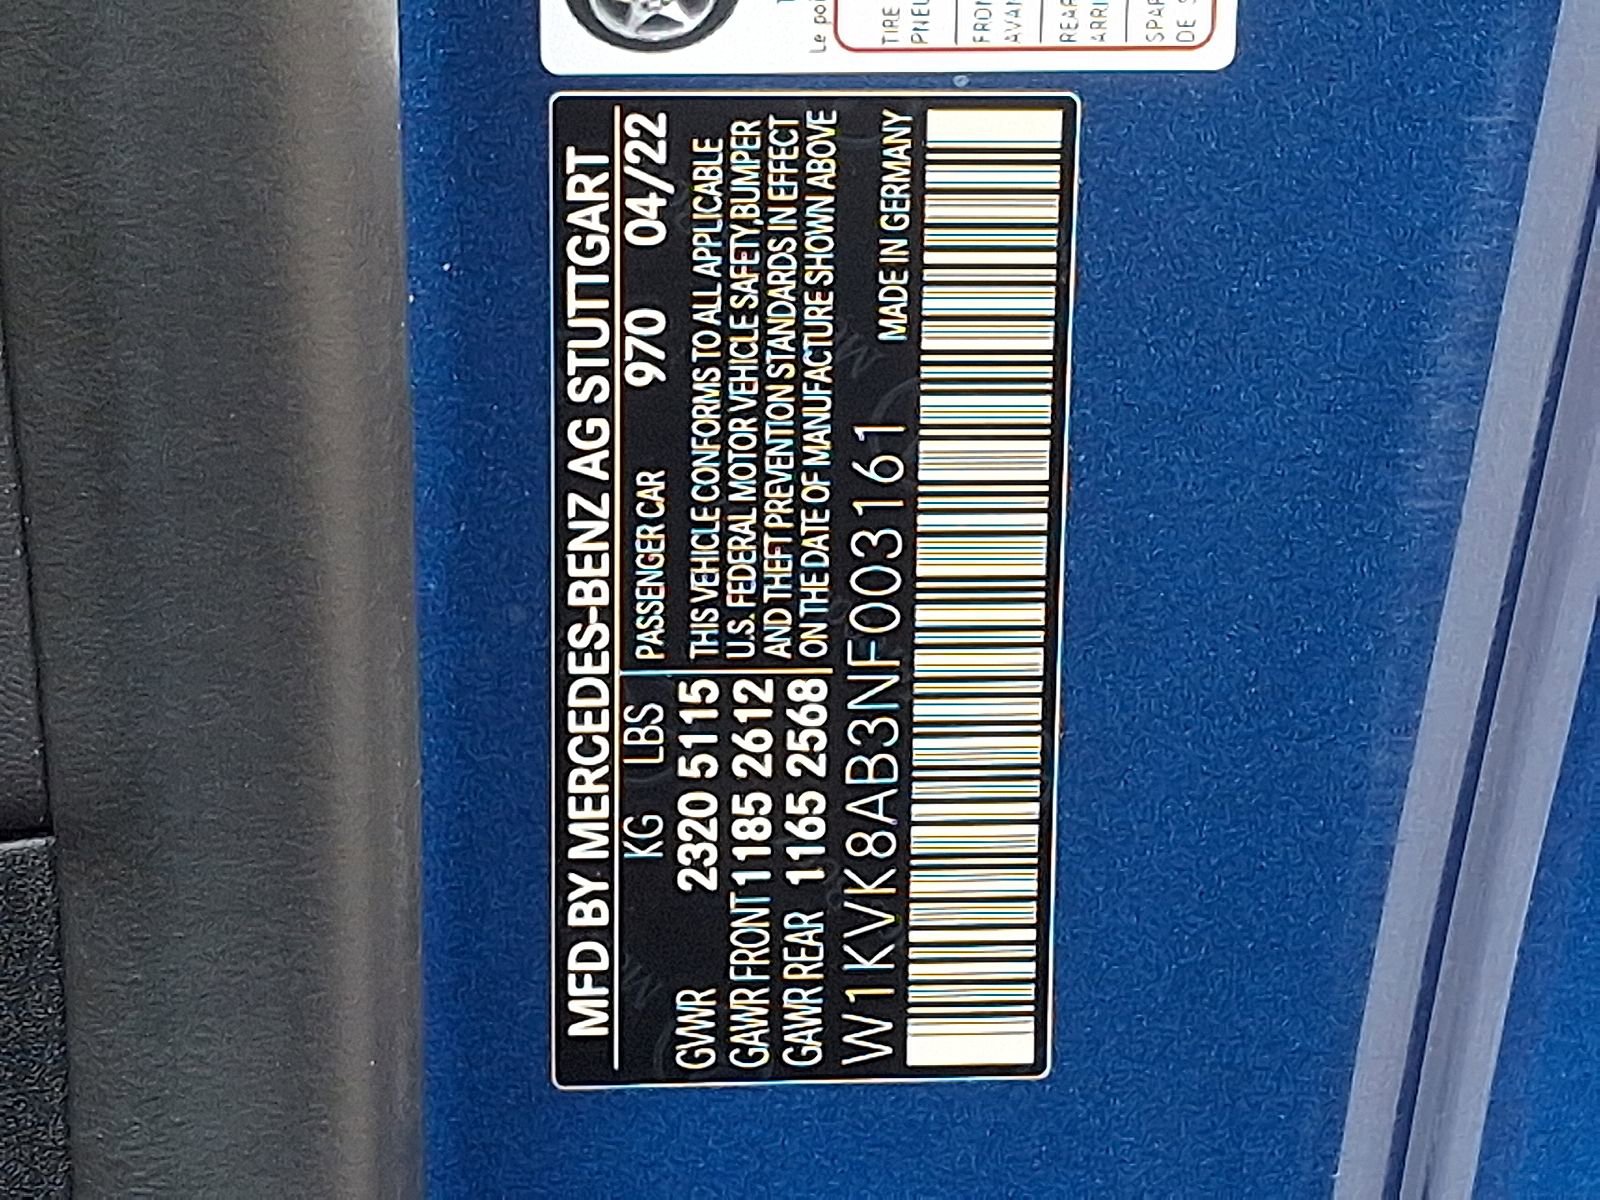 MFD BY MERCEDES-BENZ AG STUTTGART
KG LBS PASSENGER CAR 970 04/22
GVWR 2320 5115 THIS VEHICLE CONFORMS TO ALL APPLICABLE
GAWR FRONT 1185 2612 U.S. FEDERAL MOTOR VEHICLE SAFETY,BUMPER
AND THEFT PREVENTION STANDARDS IN EFFECT
GAWR REAR 1165 2568 ON THE DATE OF MANUFACTURE SHOWN ABOVE
W1KVK8AB3NF003161 MADE IN GERMANY
Le
TIRE